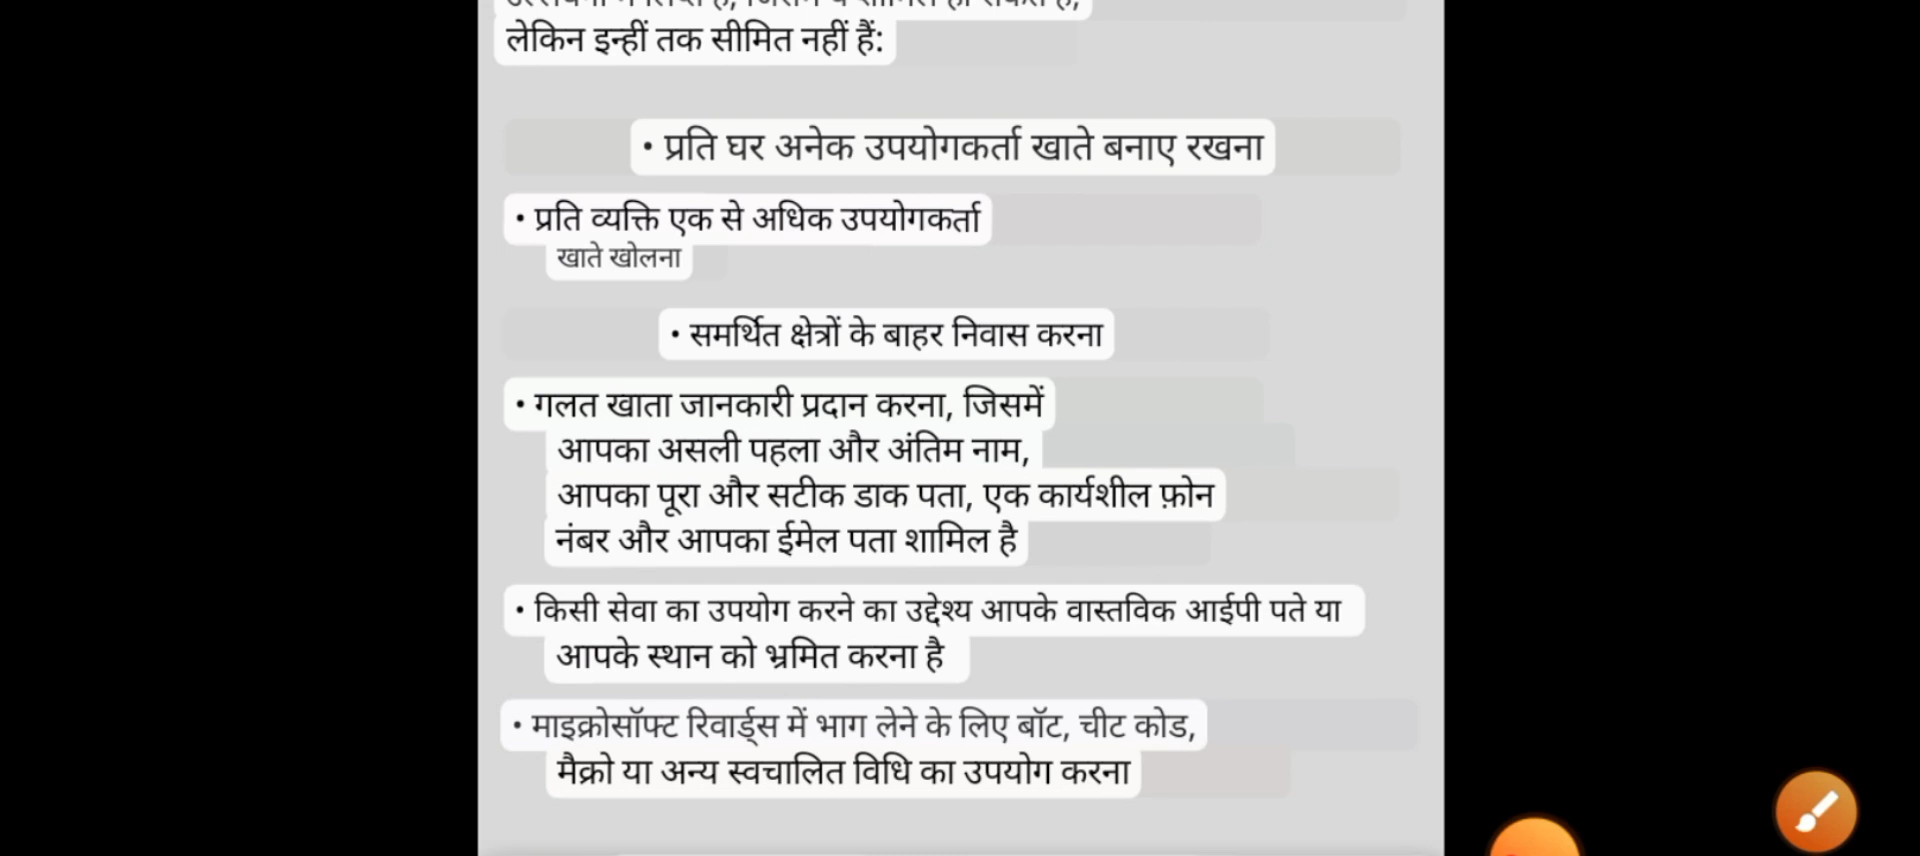 लेकिन इन्हीं तक सीमित नहीं हैं:
• प्रति घर अनेक उपयोगकर्ता खाते बनाए रखना
• प्रति व्यक्ति एक से अधिक उपयोगकर्ता
खाते खोलना
• समर्थित क्षेत्रों के बाहर निवास करना
• गलत खाता जानकारी प्रदान करना, जिसमें
आपका असली पहला और अंतिम नाम,
आपका पूरा और सटीक डाक पता, एक कार्यशील फ़ोन
नंबर और आपका ईमेल पता शामिल है
• किसी सेवा का उपयोग करने का उद्देश्य आपके वास्तविक आईपी पते या
आपके स्थान को भ्रमित करना है
• माइक्रोसॉफ्ट रिवार्ड्स में भाग लेने के लिए बॉट, चीट कोड,
मैक्रो या अन्य स्वचालित विधि का उपयोग करना